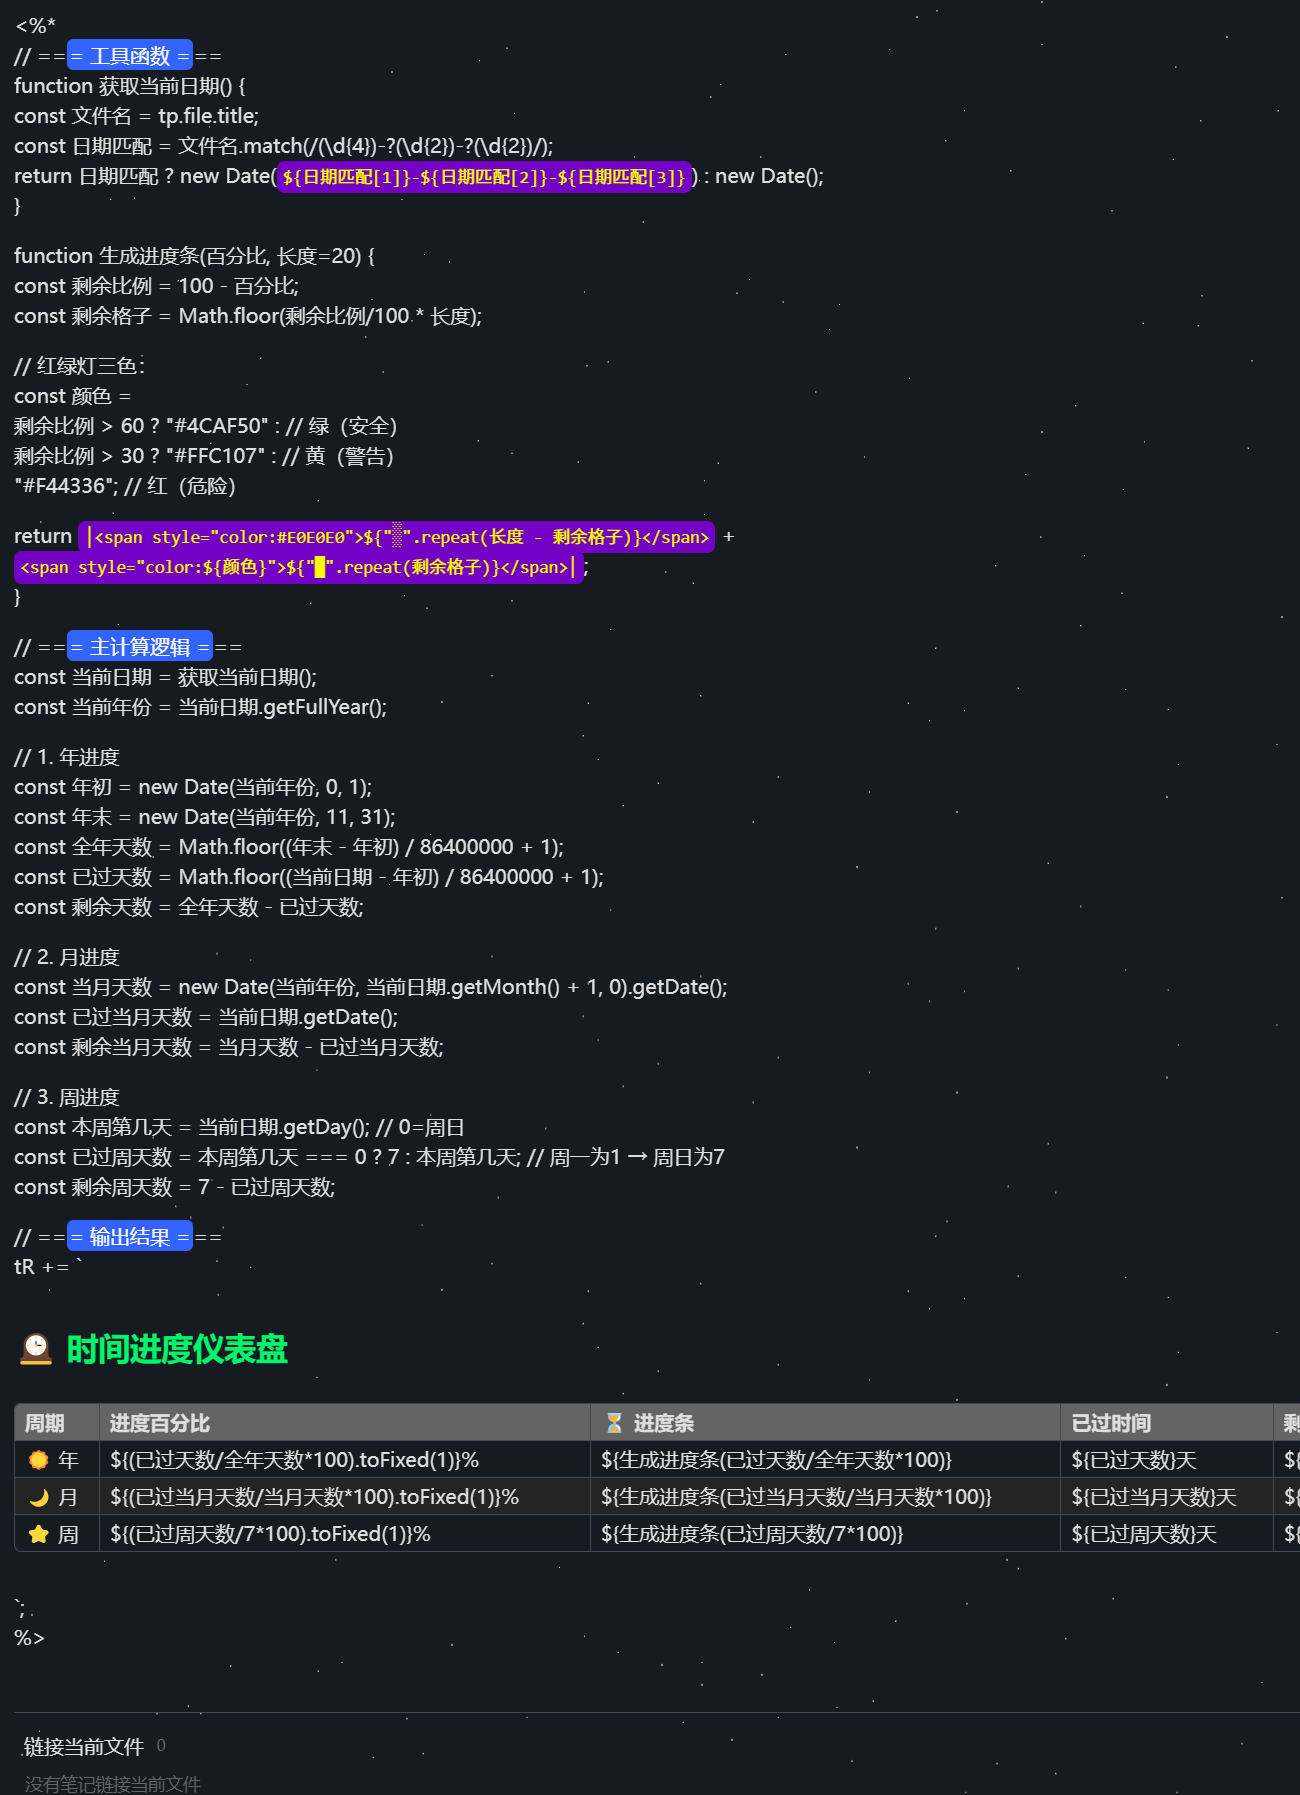 <%*
// === 工具函数 ===
function 获取当前日期() {
const 文件名 = tp.file.title;
const 日期匹配 = 文件名.match(/(\d{4})-?(\d{2})-?(\d{2})/);
return 日期匹配 ? new Date(${日期匹配[1]}-${日期匹配[2]}-${日期匹配[3]}) : new Date();
}
function 生成进度条(百分比, 长度=20) {
const 剩余比例 = 100 - 百分比;
const 剩余格子 = Math.floor(剩余比例/100 * 长度);
// 红绿灯三色：
const 颜色 =
剩余比例 > 60 ? "#4CAF50" : // 绿（安全）
剩余比例 > 30 ? "#FFC107" : // 黄（警告）
"#F44336"; // 红（危险）
return |<span style="color:#E0E0E0">${"▒".repeat(长度 - 剩余格子)}</span> +
<span style="color:${颜色}">${"█".repeat(剩余格子)}</span>|;
}
// === 主计算逻辑 ===
const 当前日期 = 获取当前日期();
const 当前年份 = 当前日期.getFullYear();
// 1. 年进度
const 年初 = new Date(当前年份, 0, 1);
const 年末 = new Date(当前年份, 11, 31);
const 全年天数 = Math.floor((年末 - 年初) / 86400000 + 1);
const 已过天数 = Math.floor((当前日期 - 年初) / 86400000 + 1);
const 剩余天数 = 全年天数 - 已过天数;
// 2. 月进度
const 当月天数 = new Date(当前年份, 当前日期.getMonth() + 1, 0).getDate();
const 已过当月天数 = 当前日期.getDate();
const 剩余当月天数 = 当月天数 - 已过当月天数;
// 3. 周进度
const 本周第几天 = 当前日期.getDay(); // 0=周日
const 已过周天数 = 本周第几天 === 0 ? 7 : 本周第几天; // 周一为1 → 周日为7
const 剩余周天数 = 7 - 已过周天数;
// === 输出结果 ===
tR += `
🕰️ 时间进度仪表盘
周期 进度百分比 ⏳ 进度条 已过时间 剩
☀️ 年 ${(已过天数/全年天数*100).toFixed(1)}% ${生成进度条(已过天数/全年天数*100)} ${已过天数}天 ${
🌙 月 ${(已过当月天数/当月天数*100).toFixed(1)}% ${生成进度条(已过当月天数/当月天数*100)} ${已过当月天数}天 ${
⭐ 周 ${(已过周天数/7*100).toFixed(1)}% ${生成进度条(已过周天数/7*100)} ${已过周天数}天 ${
`;
%>
链接当前文件 0
没有笔记链接当前文件